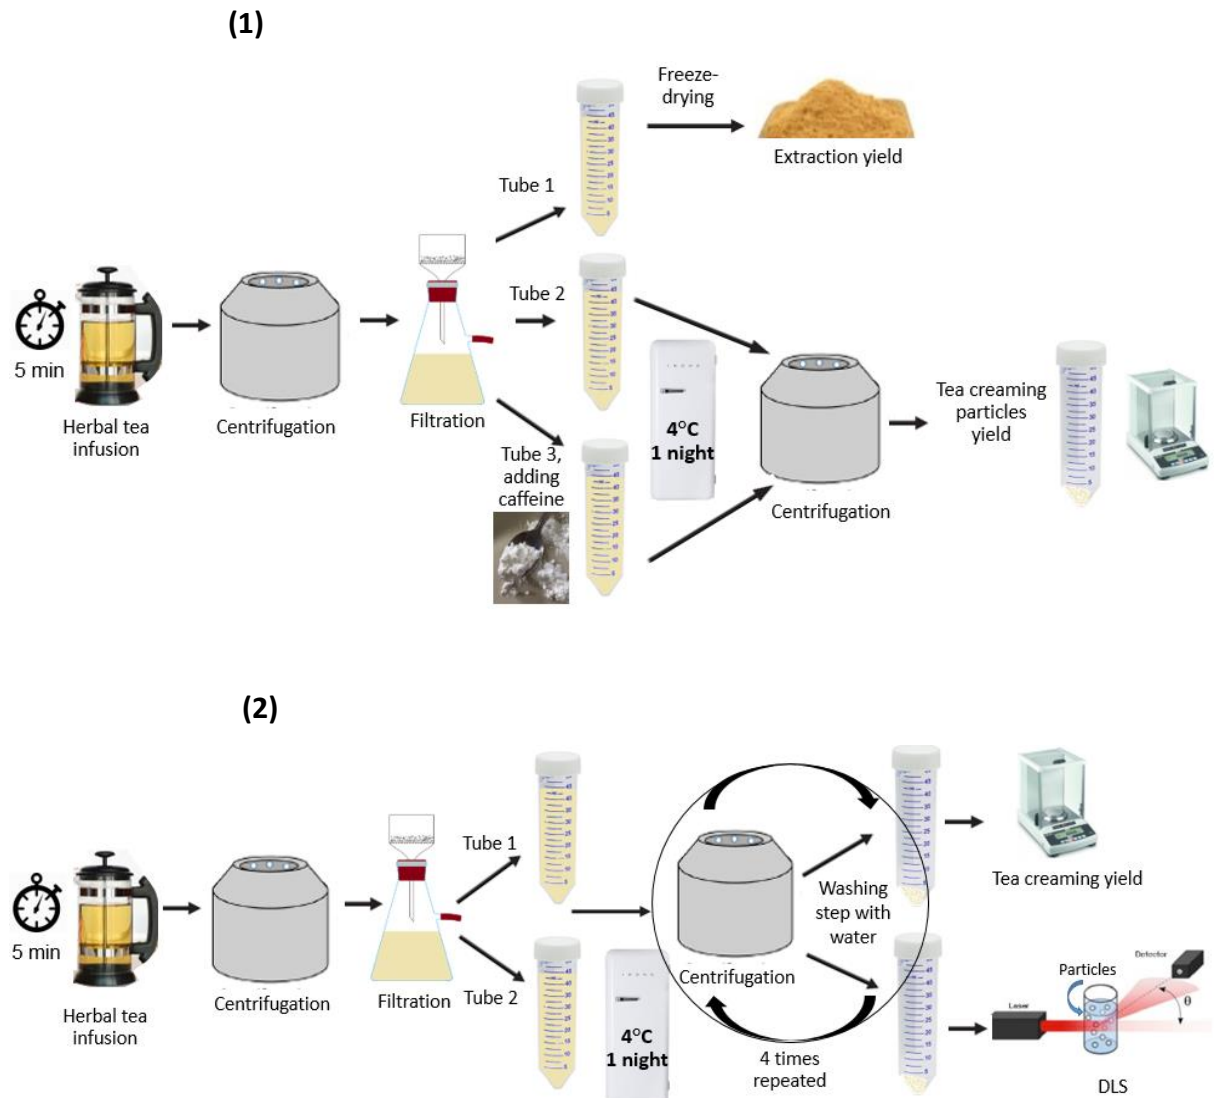 (1)
Freeze-
drying
Extraction yield
Tube 1
Tube 2
5 min
Herbal tea
infusion
Centrifugation
Filtration
Tube 3,
adding
caffeine
4°C
1 night
Centrifugation
Tea creaming
particles
yield
(2)
Tube 1
Tube 2
5 min
Herbal tea
infusion
Centrifugation
Filtration
4°C
1 night
Centrifugation
Washing
step with
water
4 times
repeated
Tea creaming yield
Particles
Detector
Laser
θ
DLS